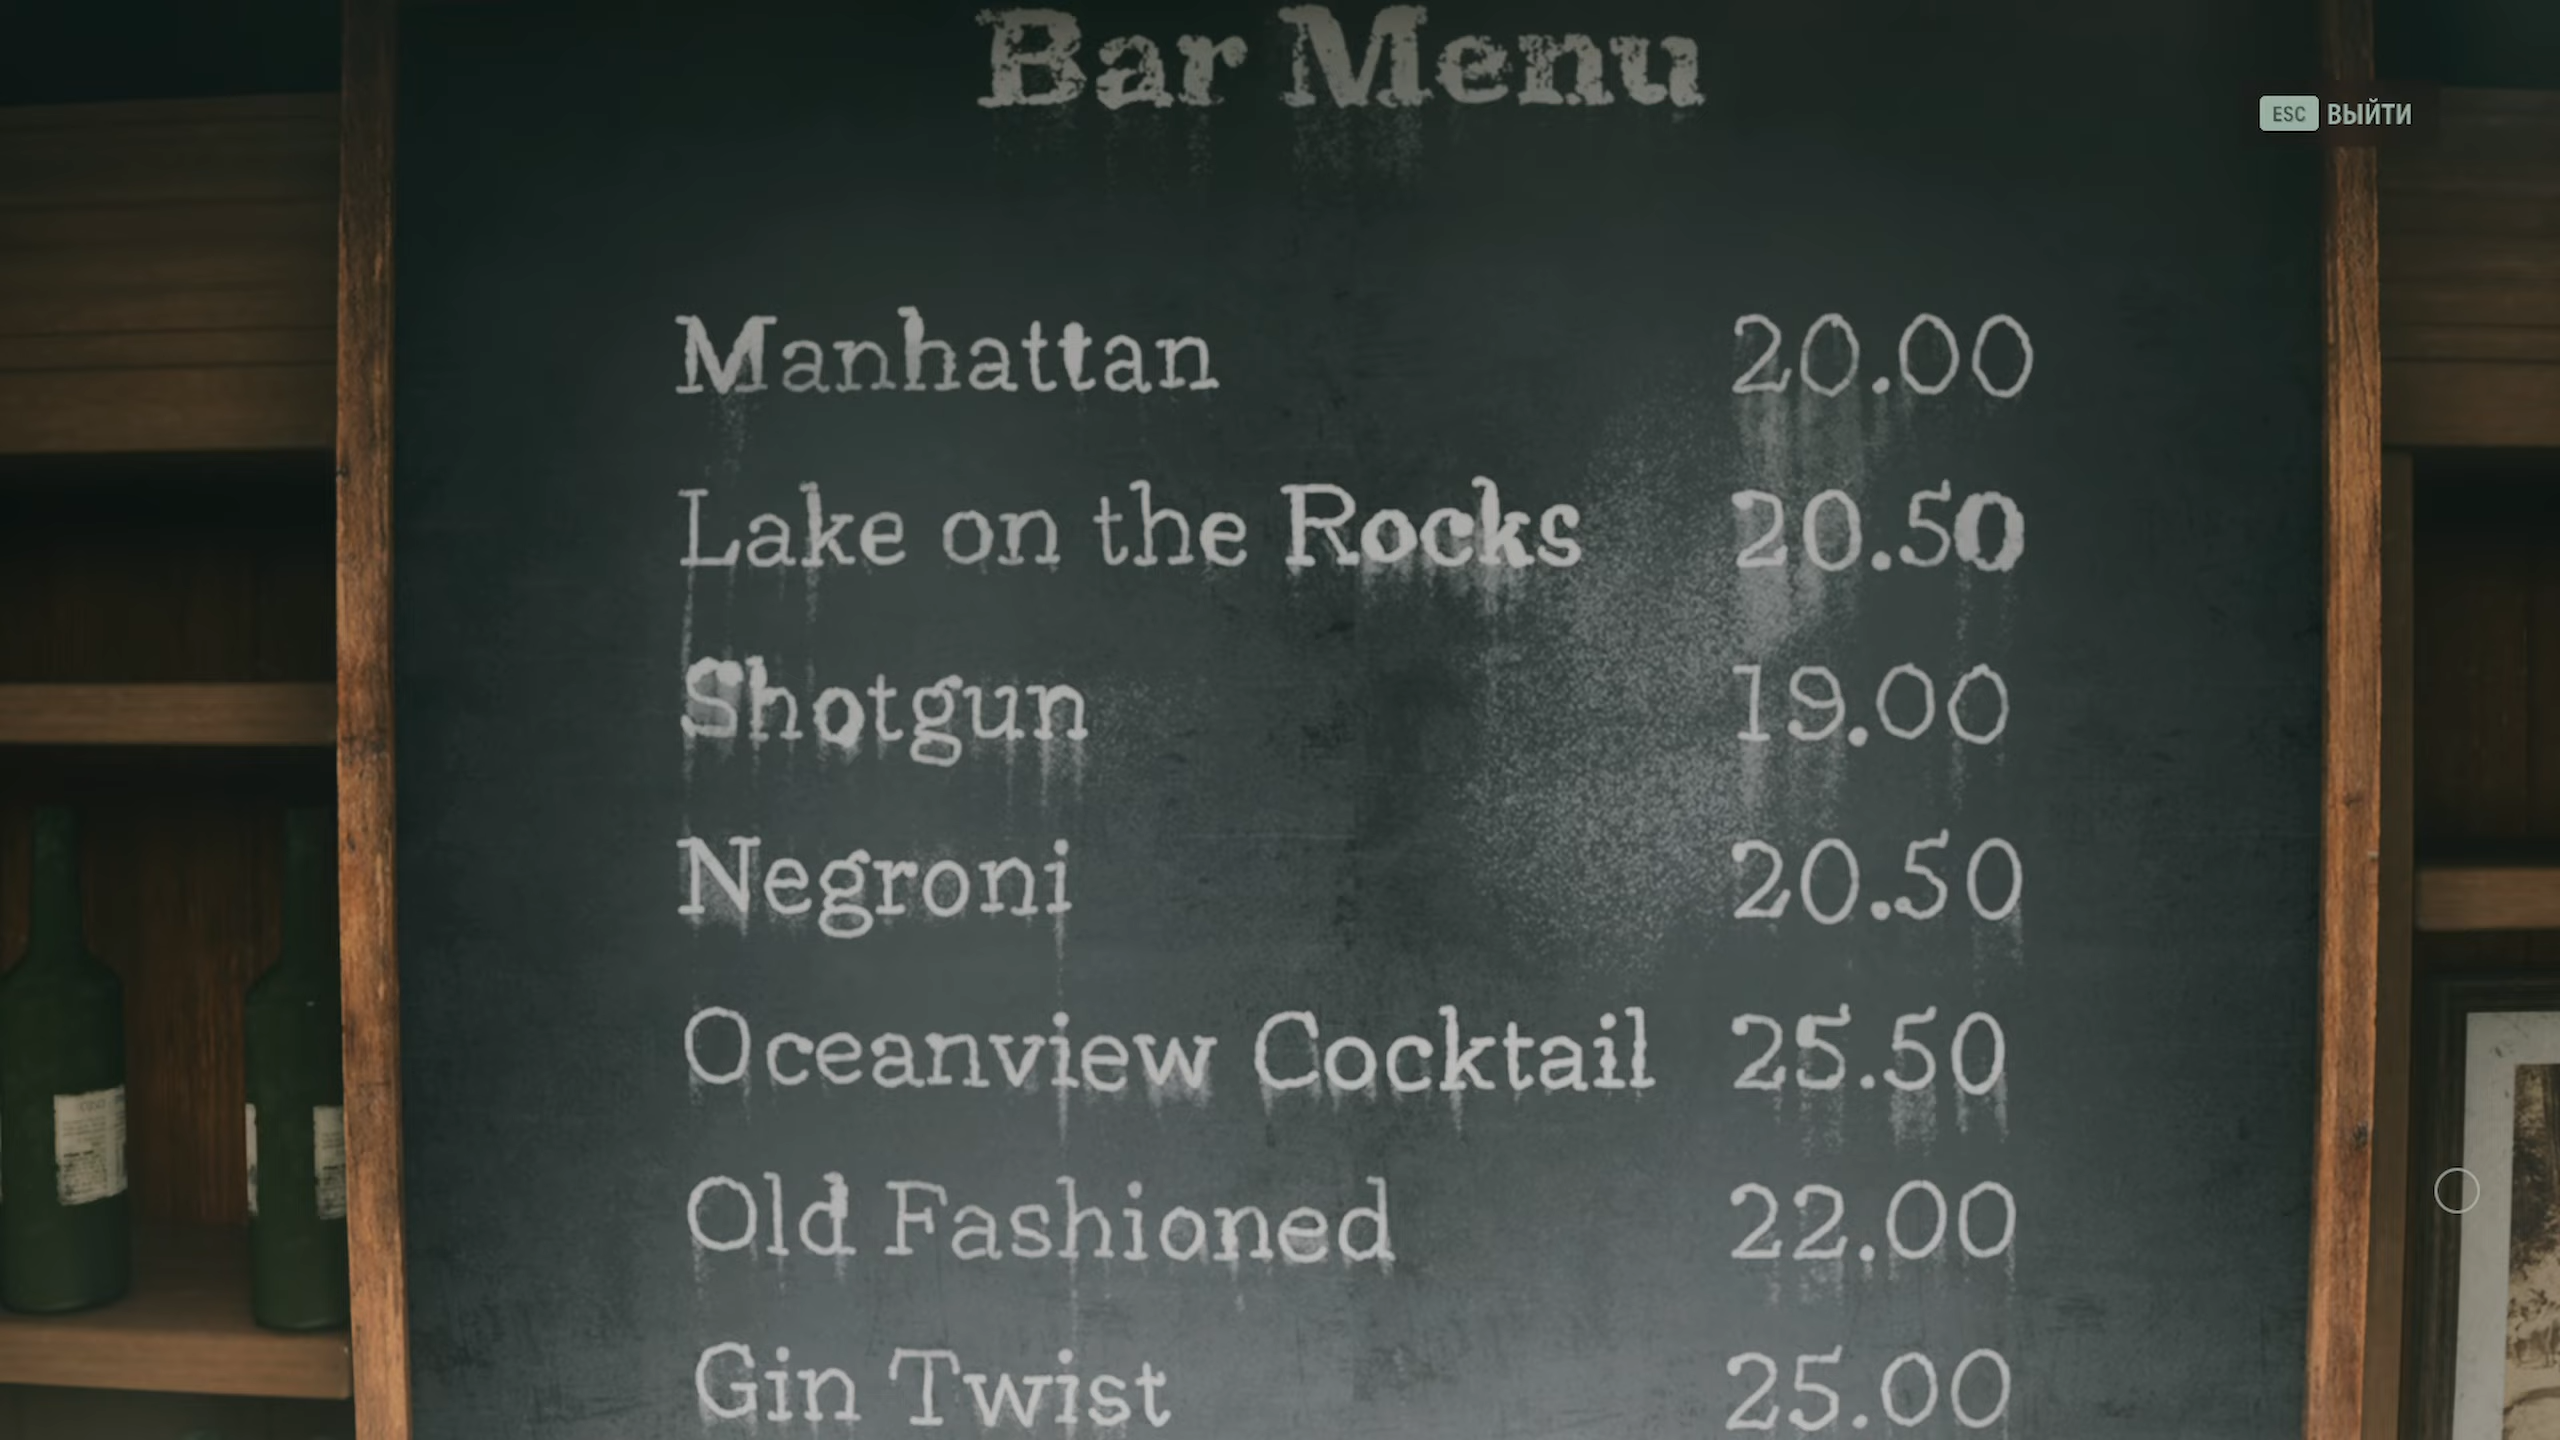 Bar Menu
ESC ВЫЙТИ
Manhattan 20.00
Lake on the Rocks 20.50
Shotgun 19.00
Negroni 20.50
Oceanview Cocktail 25.50
Old Fashioned 22.00
Gin Twist 25.00